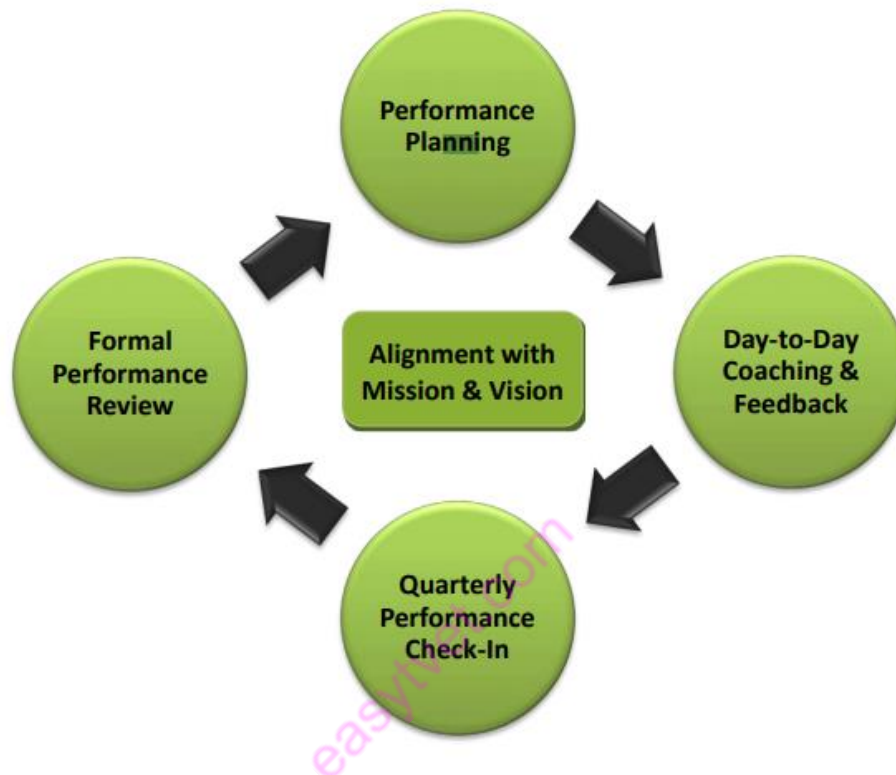 Performance
Planning
Day-to-Day
Coaching &
Feedback
Quarterly
Performance
Check-In
Formal
Performance
Review
Alignment with
Mission & Vision
easytvet.com